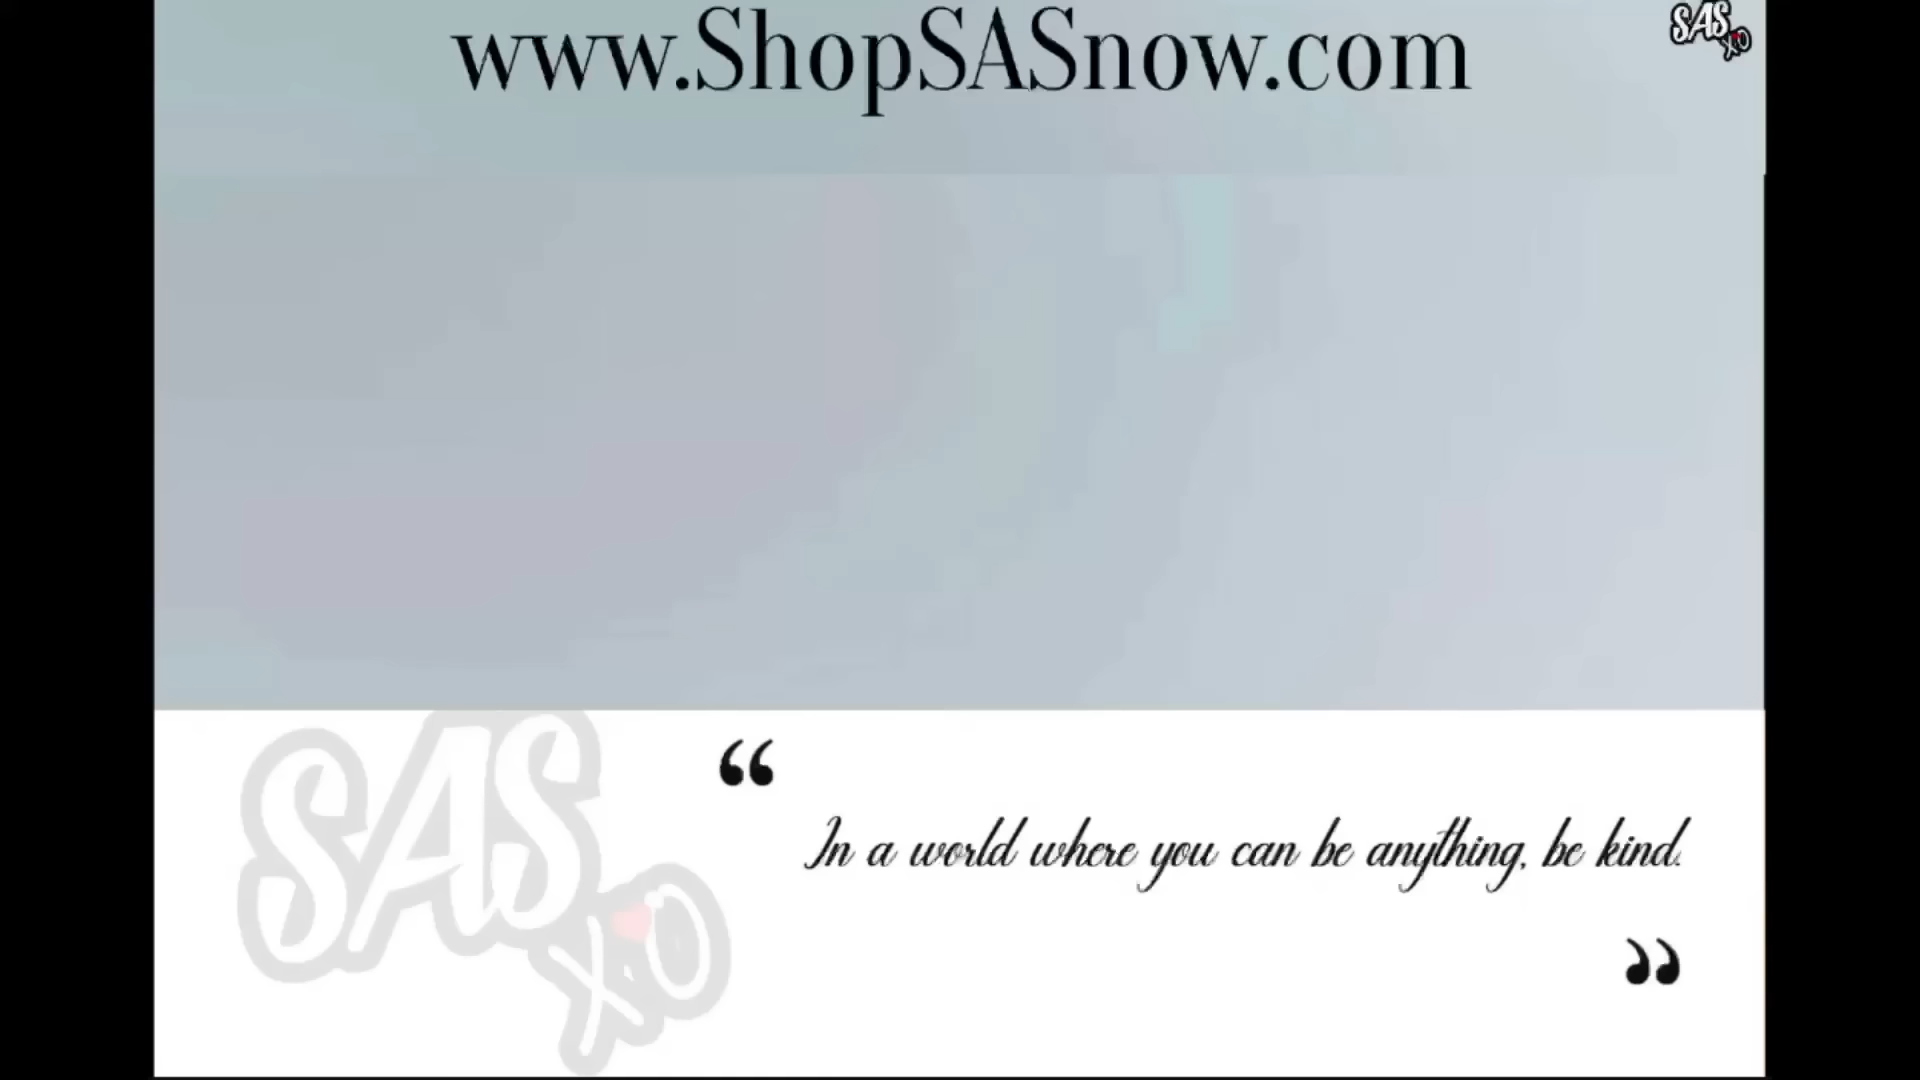 www.ShopSASnow.com
SAS
XO
SAS
XO
“
In a world where you can be anything, be kind.
”